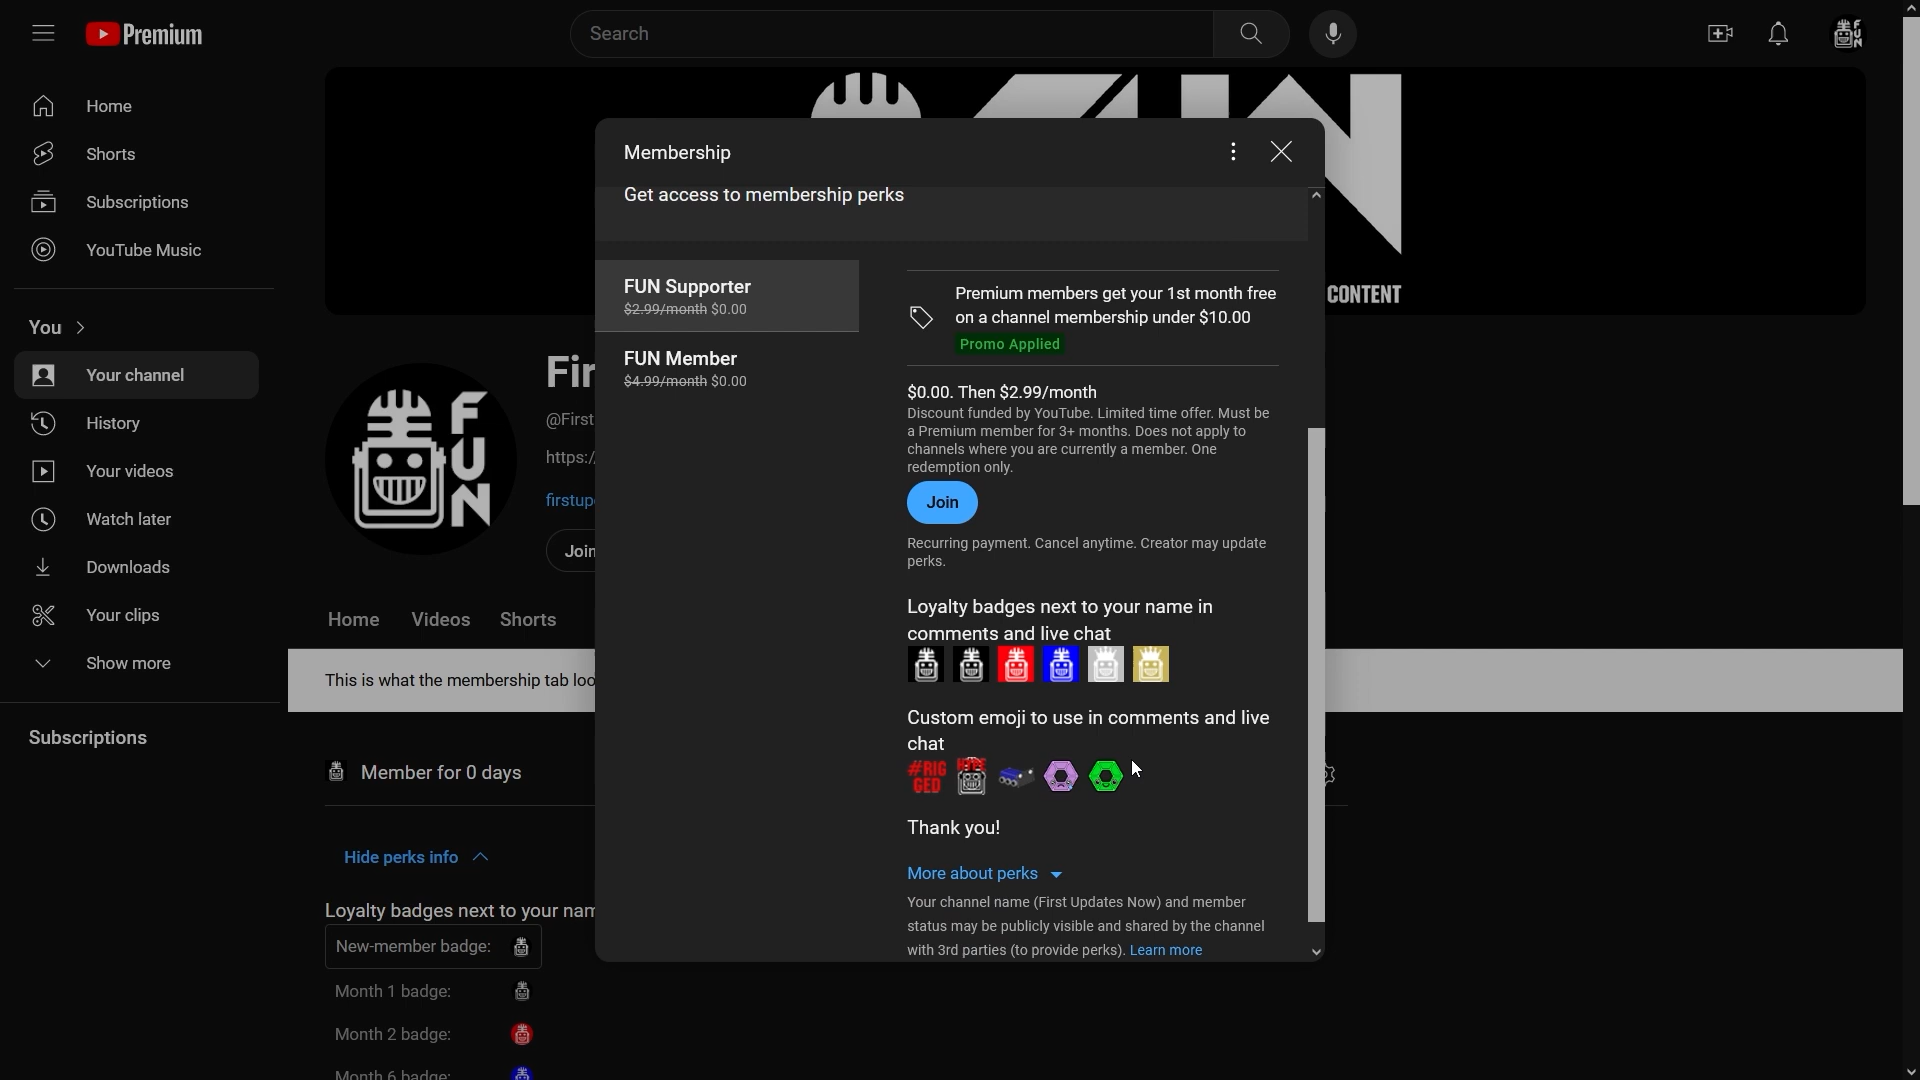 Premium
Search
FUN
Home
Shorts
Subscriptions
YouTube Music
You
Your channel
History
Your videos
Watch later
Downloads
Your clips
Show more
Subscriptions
CONTENT
FUN
Fir
@First
https:/
firstup
Join
Home Videos Shorts
This is what the membership tab loo
Member for 0 days
Hide perks info
Loyalty badges next to your nam
New-member badge:
Month 1 badge:
Month 2 badge:
Month 6 badge:
Membership
Get access to membership perks
FUN Supporter
$2.99/month $0.00
FUN Member
$4.99/month $0.00
Premium members get your 1st month free
on a channel membership under $10.00
Promo Applied
$0.00. Then $2.99/month
Discount funded by YouTube. Limited time offer. Must be
a Premium member for 3+ months. Does not apply to
channels where you are currently a member. One
redemption only.
Join
Recurring payment. Cancel anytime. Creator may update
perks.
Loyalty badges next to your name in
comments and live chat
Custom emoji to use in comments and live
chat
#RIG
GED
HYPE
Thank you!
More about perks
Your channel name (First Updates Now) and member
status may be publicly visible and shared by the channel
with 3rd parties (to provide perks). Learn more